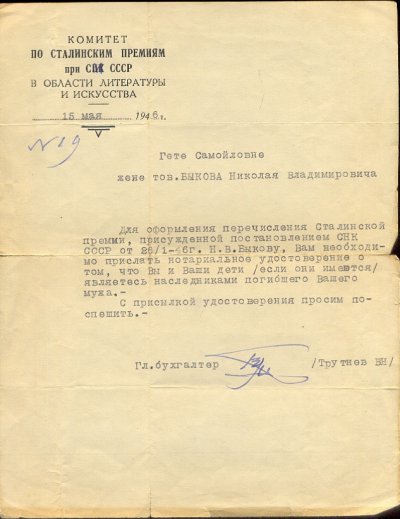 КОМИТЕТ
ПО СТАЛИНСКИМ ПРЕМИЯМ
при СМ СССР
В ОБЛАСТИ ЛИТЕРАТУРЫ
И ИСКУССТВА
15 мая 1946 г.
№19
Гете Самойловне
жене тов.БЫКОВА Николая Владимировича
Для оформления перечисления Сталинской
премии, присужденной постановлением СНК
СССР от 26/1-46г. Н.В.Быкову, Вам необходи-
мо прислать нотариальное удостоверение о
том, что Вы и Ваши дети /если они имеются/
являетесь наследниками погибшего Вашего
мужа.-
С присылкой удостоверения просим по-
спешить.-
Гл.бухгалтер /Трутнев ВН/